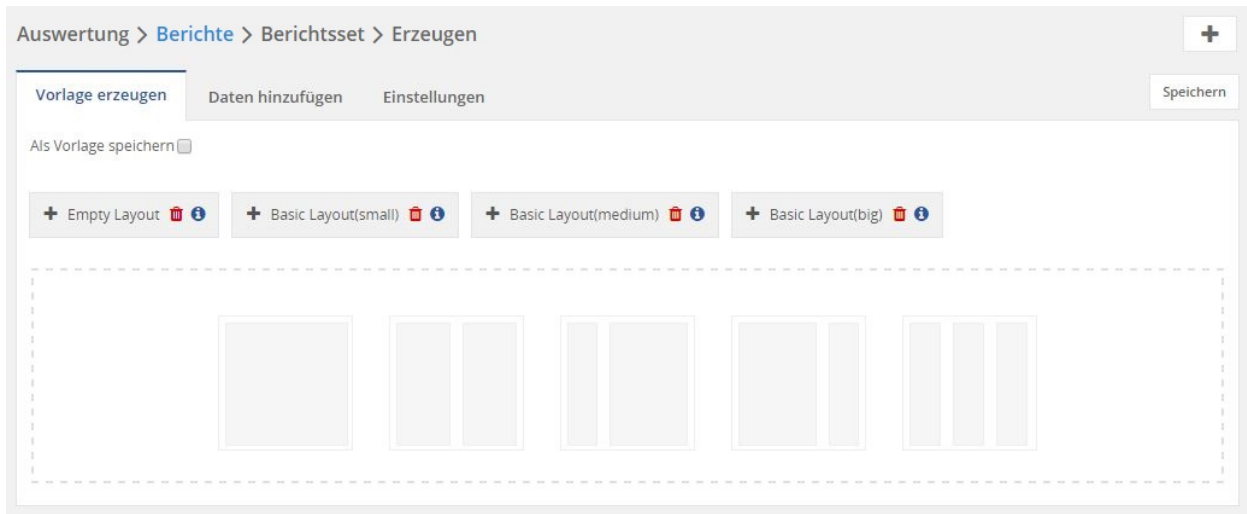 Auswertung > Berichte > Berichtsset > Erzeugen
Vorlage erzeugen Daten hinzufügen Einstellungen Speichern
Als Vorlage speichern
Empty Layout Basic Layout(small) Basic Layout(medium) Basic Layout(big)